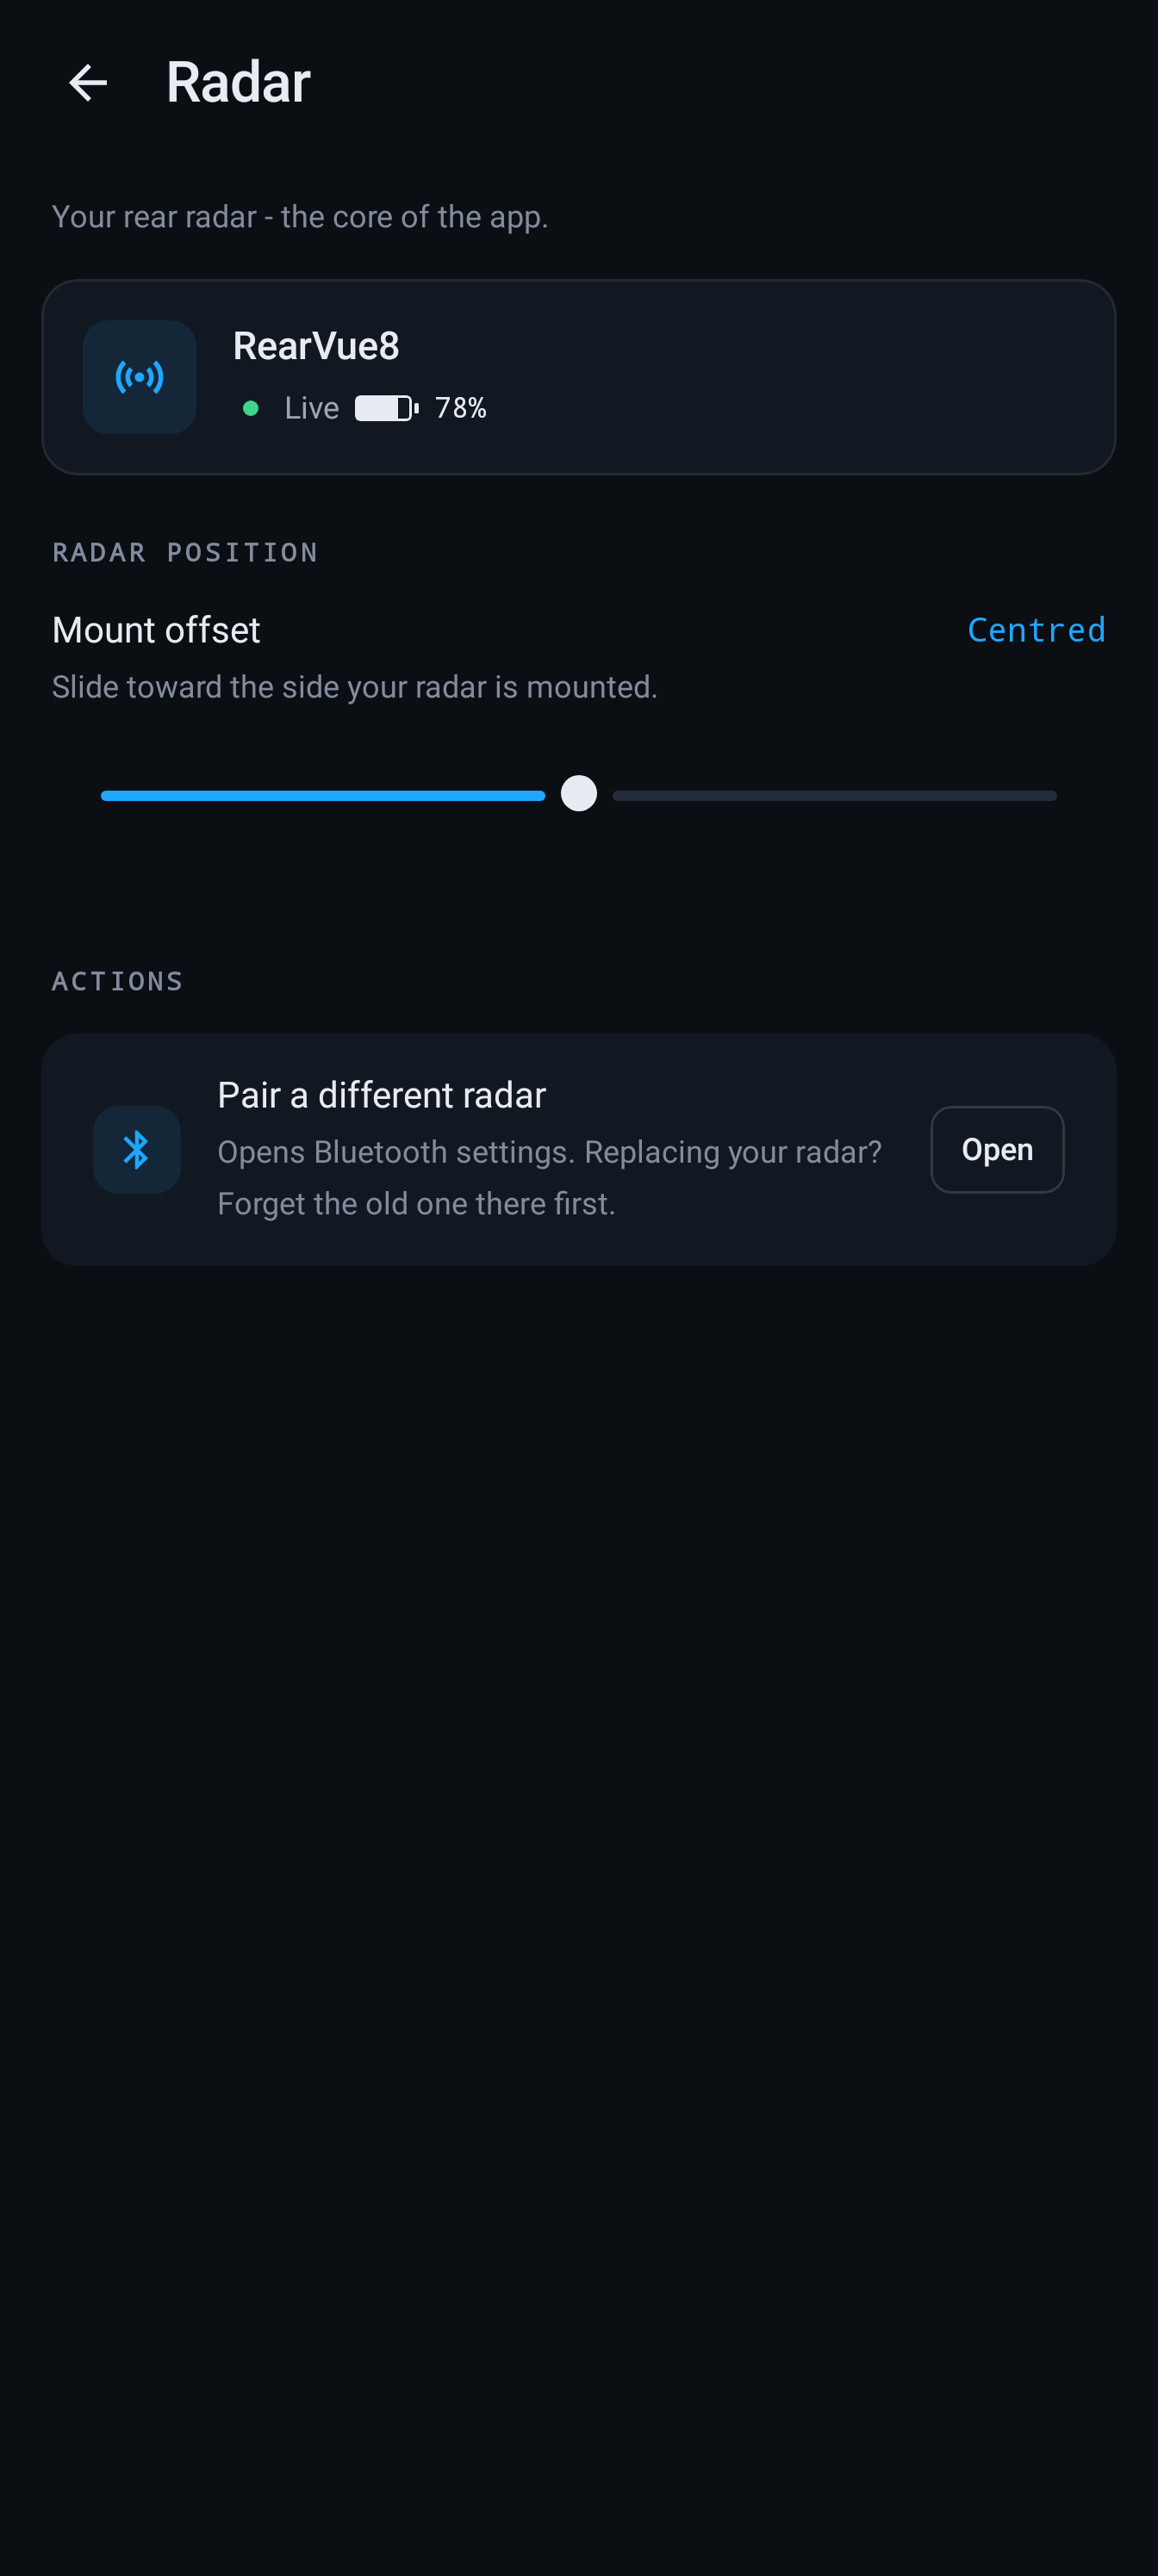 Radar
Your rear radar - the core of the app.
RearVue8
Live 78%
RADAR POSITION
Mount offset
Centred
Slide toward the side your radar is mounted.
ACTIONS
Pair a different radar
Opens Bluetooth settings. Replacing your radar?
Forget the old one there first.
Open